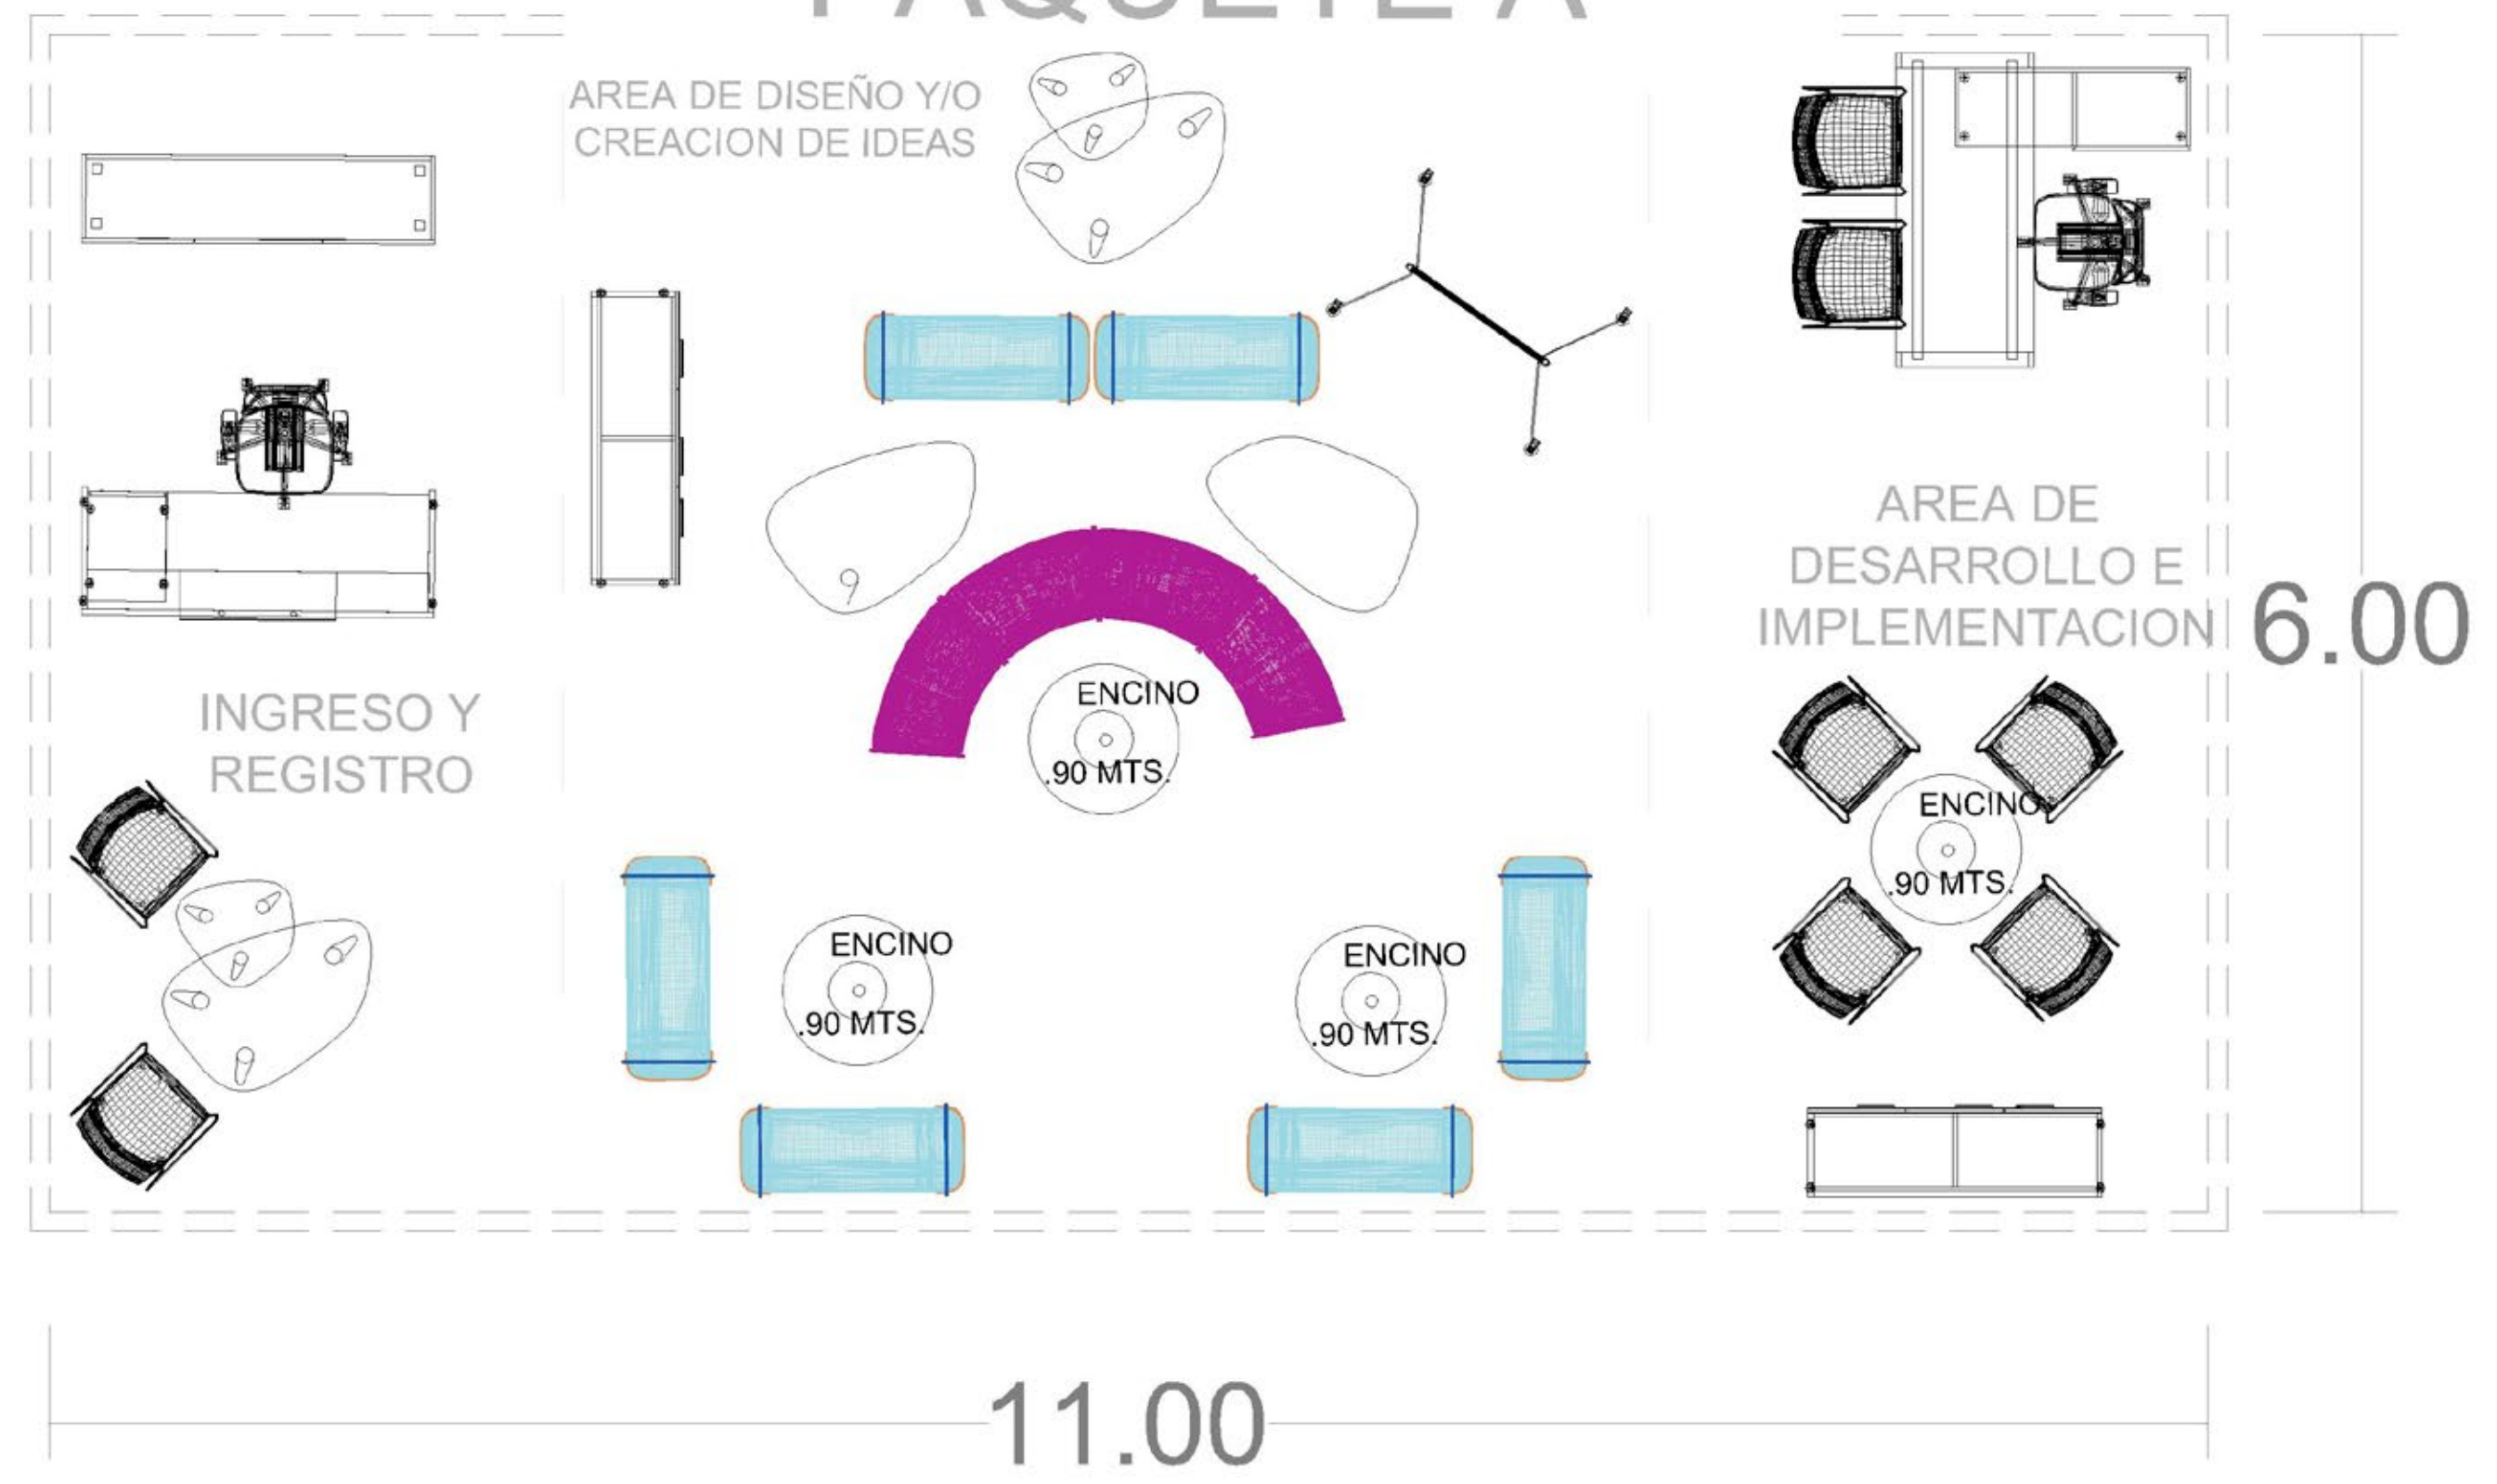 PAQUETE A
AREA DE DISEÑO Y/O
CREACION DE IDEAS
AREA DE
DESARROLLO E
IMPLEMENTACION
6.00
INGRESO Y
REGISTRO
ENCINO
.90 MTS.
ENCINO
.90 MTS.
ENCINO
.90 MTS.
ENCINO
.90 MTS.
11.00